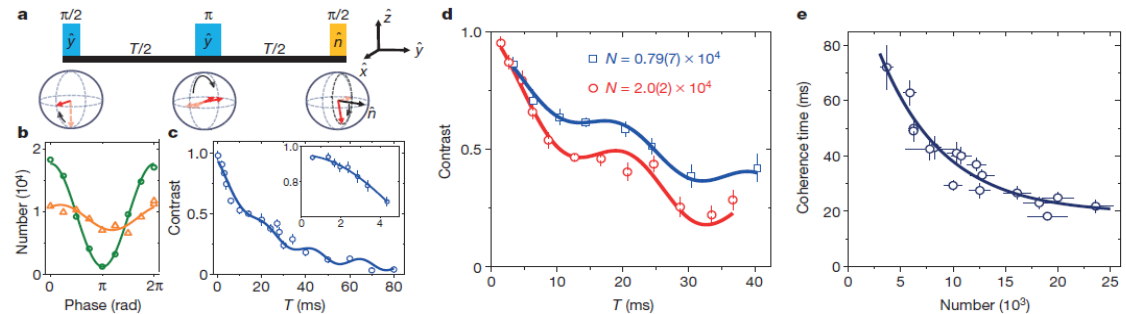 a
π/2
π
π/2
ŷ
T/2
ŷ
T/2
n̂
ẑ
ŷ
x̂
n̂
b
Number (10⁴)
2
1
0
0
π
2π
Phase (rad)
c
Contrast
1.0
0.5
0
0
20
40
60
80
T (ms)
1.0
0.8
0
2
4
d
Contrast
1.0
0.5
0
0
10
20
30
40
T (ms)
N = 0.79(7) × 10⁴
N = 2.0(2) × 10⁴
e
Coherence time (ms)
80
60
40
20
0
5
10
15
20
25
Number (10³)